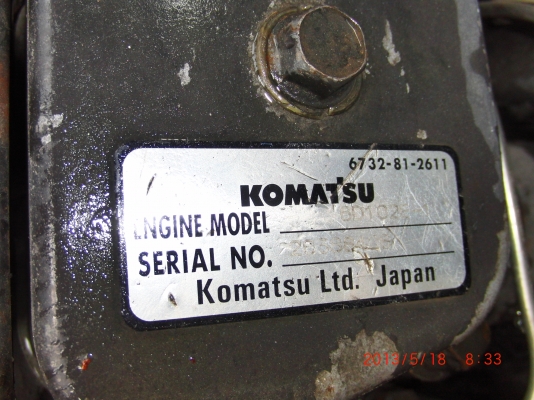 6732-81-2611
KOMATSU
ENGINE MODEL
SERIAL NO.
Komatsu Ltd. Japan
2013/5/18 8:33